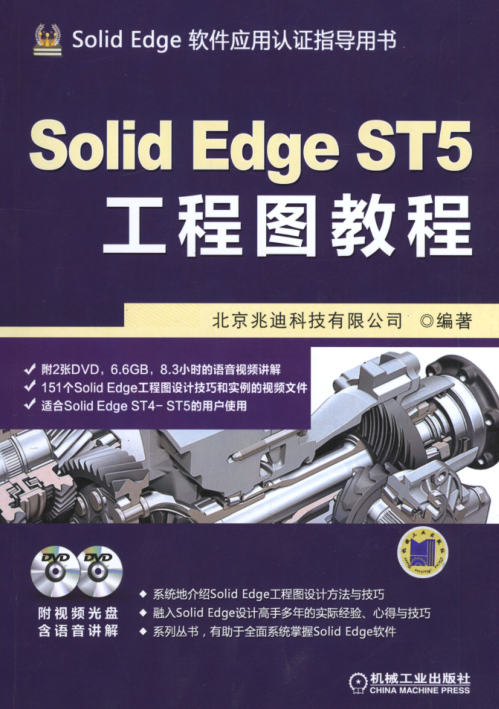 Solid Edge 软件应用认证指导用书
Solid Edge ST5
工程图教程
北京兆迪科技有限公司 ◎编著
✓ 附2张DVD，6.6GB，8.3小时的语音视频讲解
✓ 151个Solid Edge工程图设计技巧和实例的视频文件
✓ 适合Solid Edge ST4- ST5的用户使用
DVD DVD
附视频光盘
含语音讲解
◆ 系统地介绍Solid Edge工程图设计方法与技巧
◆ 融入Solid Edge设计高手多年的实际经验、心得与技巧
◆ 系列丛书，有助于全面系统掌握Solid Edge软件
机械工业出版社
CHINA MACHINE PRESS